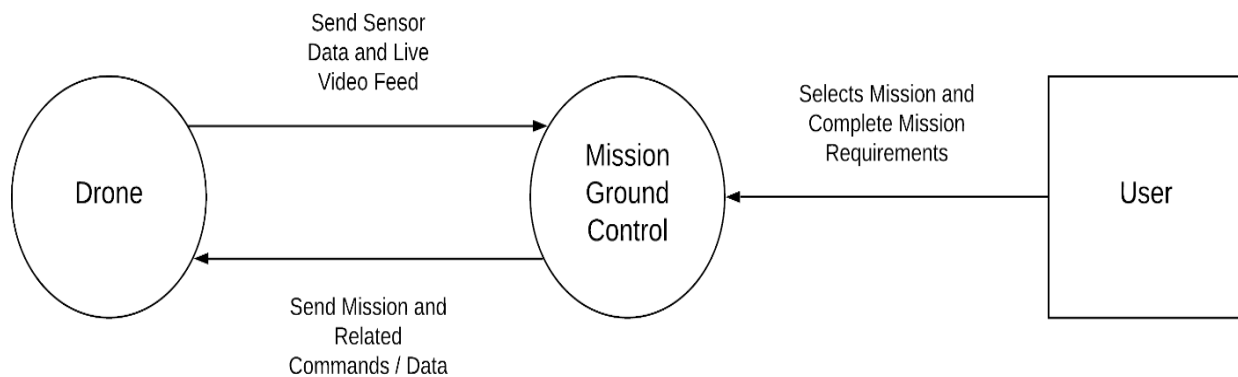 Send Sensor
Data and Live
Video Feed
Selects Mission and
Complete Mission
Requirements
Drone
Mission
Ground
Control
User
Send Mission and
Related
Commands / Data